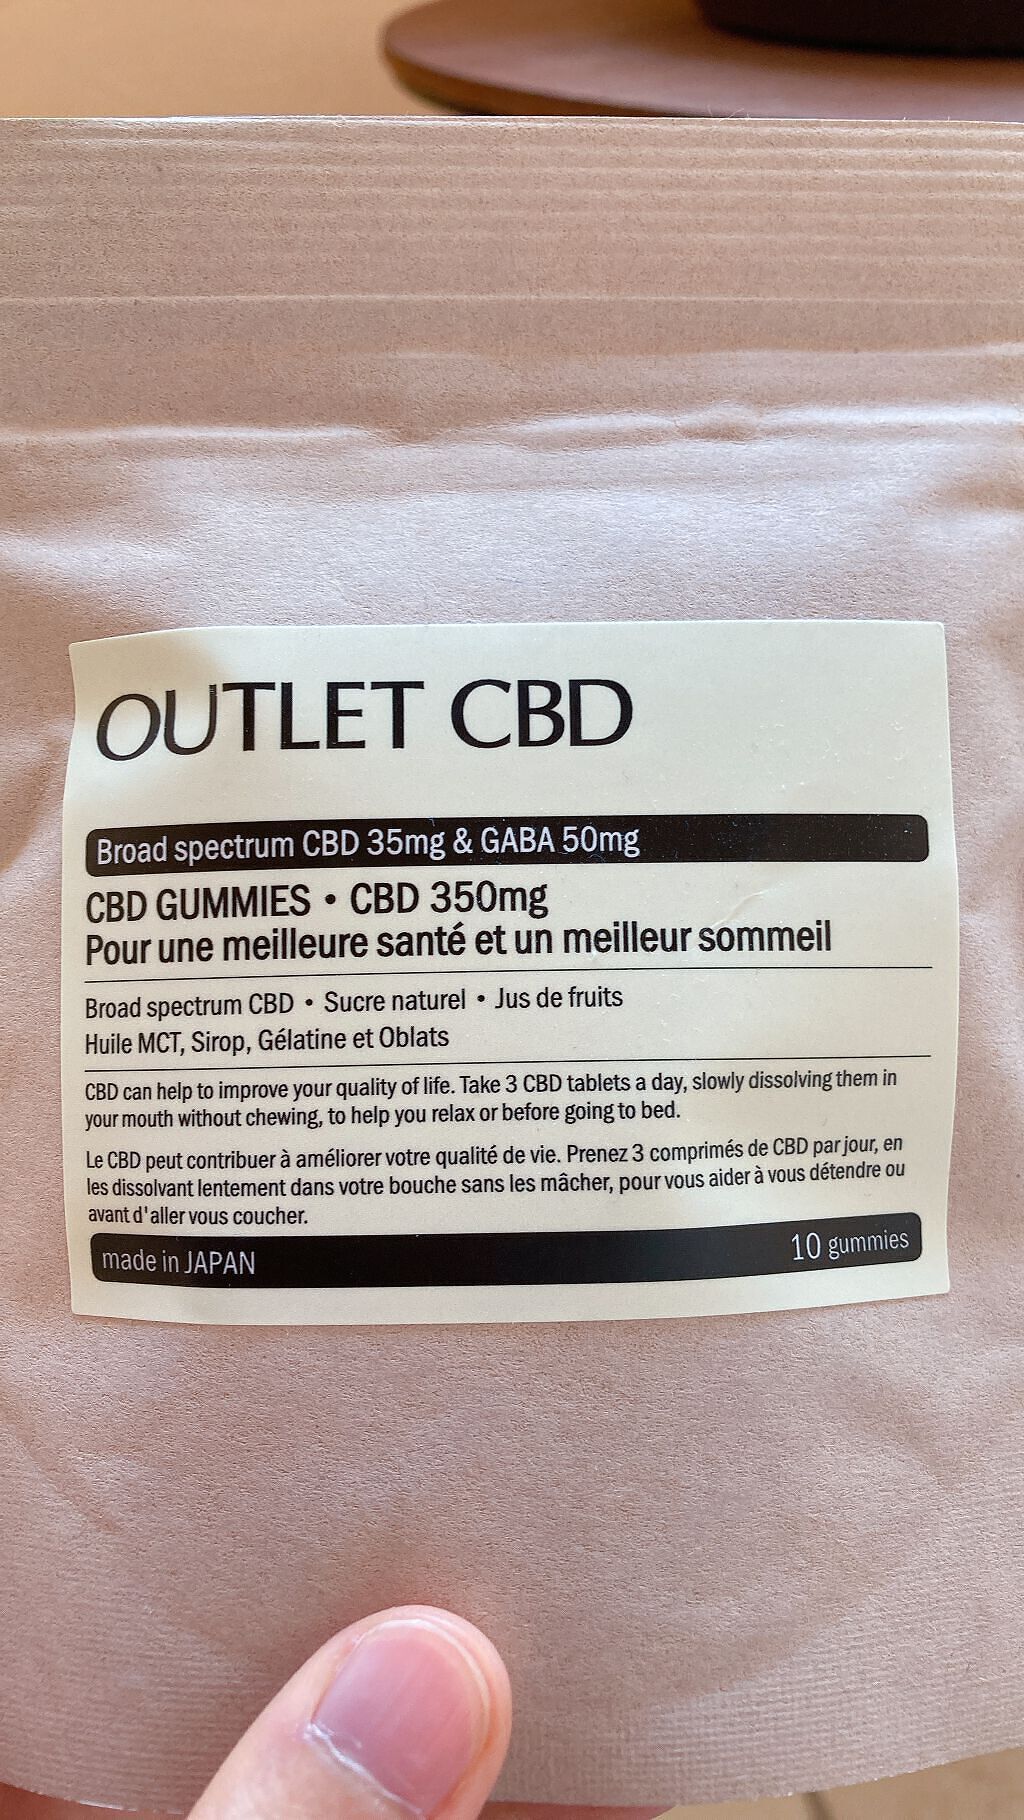 OUTLET CBD
Broad spectrum CBD 35mg & GABA 50mg
CBD GUMMIES • CBD 350mg
Pour une meilleure santé et un meilleur sommeil
Broad spectrum CBD • Sucre naturel • Jus de fruits
Huile MCT, Sirop, Gélatine et Oblats
CBD can help to improve your quality of life. Take 3 CBD tablets a day, slowly dissolving them in
your mouth without chewing, to help you relax or before going to bed.
Le CBD peut contribuer à améliorer votre qualité de vie. Prenez 3 comprimés de CBD par jour, en
les dissolvant lentement dans votre bouche sans les mâcher, pour vous aider à vous détendre ou
avant d'aller vous coucher.
made in JAPAN 10 gummies